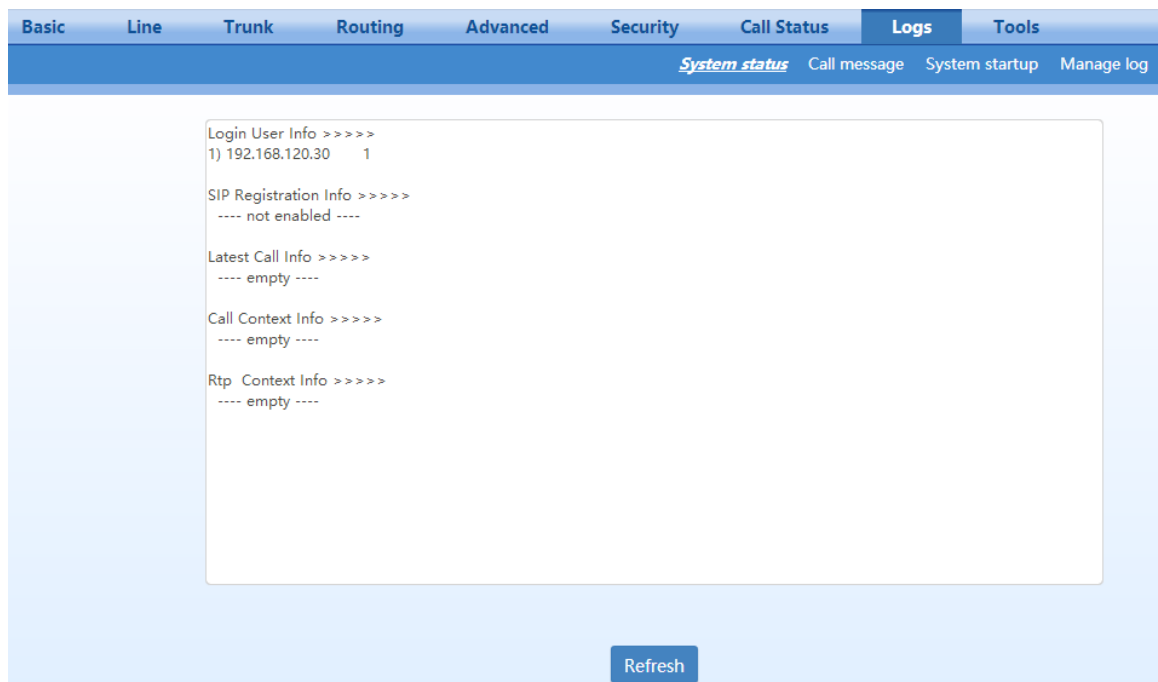 Basic Line Trunk Routing Advanced Security Call Status Logs Tools
System status Call message System startup Manage log
Login User Info >>>>>
1) 192.168.120.30 1
SIP Registration Info >>>>>
---- not enabled ----
Latest Call Info >>>>>
---- empty ----
Call Context Info >>>>>
---- empty ----
Rtp Context Info >>>>>
---- empty ----
Refresh